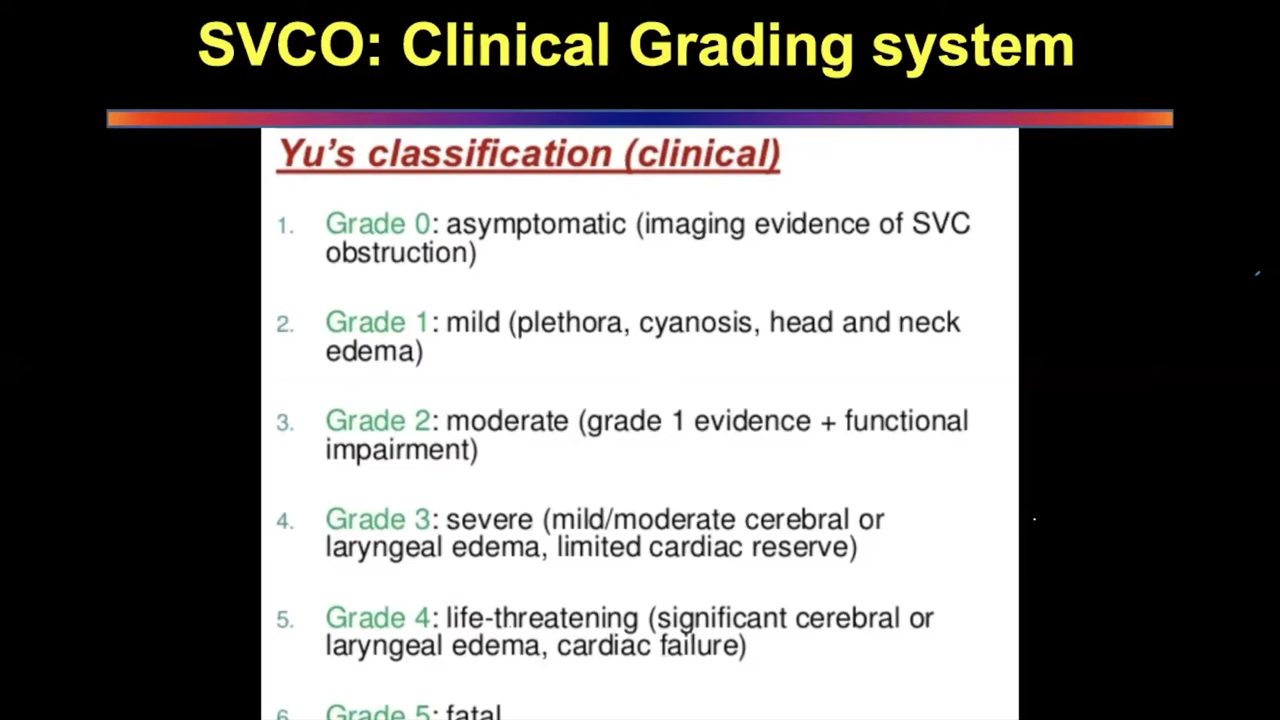 SVCO: Clinical Grading system
Yu's classification (clinical)
1. Grade 0: asymptomatic (imaging evidence of SVC
obstruction)
2. Grade 1: mild (plethora, cyanosis, head and neck
edema)
3. Grade 2: moderate (grade 1 evidence + functional
impairment)
4. Grade 3: severe (mild/moderate cerebral or
laryngeal edema, limited cardiac reserve)
5. Grade 4: life-threatening (significant cerebral or
laryngeal edema, cardiac failure)
6. Grade 5: fatal